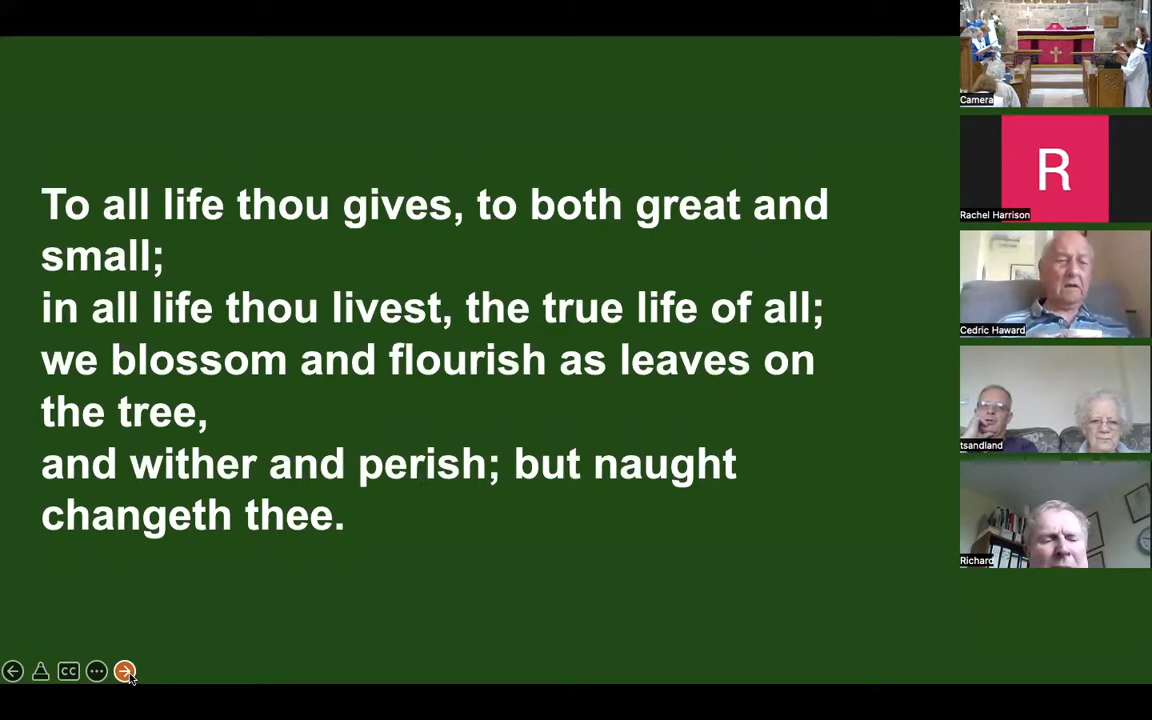 To all life thou gives, to both great and
small;
in all life thou livest, the true life of all;
we blossom and flourish as leaves on
the tree,
and wither and perish; but naught
changeth thee.
Camera
R
Rachel Harrison
Cedric Haward
tsandland
Richard
CC